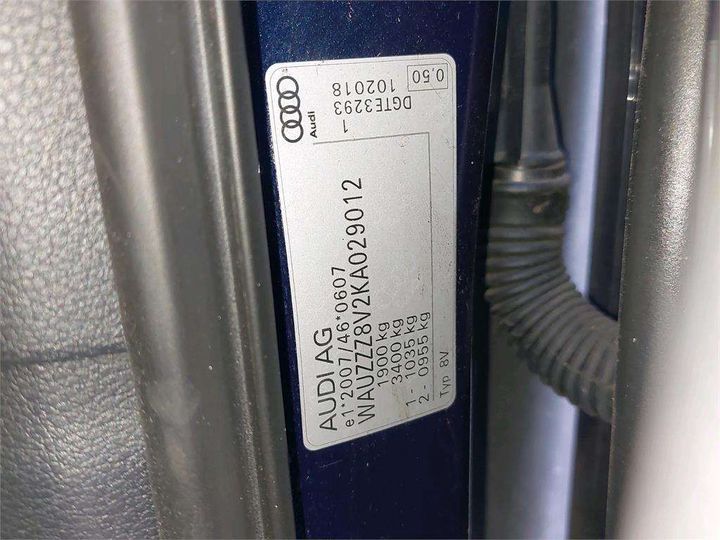 AUDI AG
e1*2007/46*0607
WAUZZZ8V2KA029012
1900 kg
3400 kg
1 - 1035 kg
2 - 0955 kg
Typ 8V
Audi
1
DGTE3293
102018
0,50